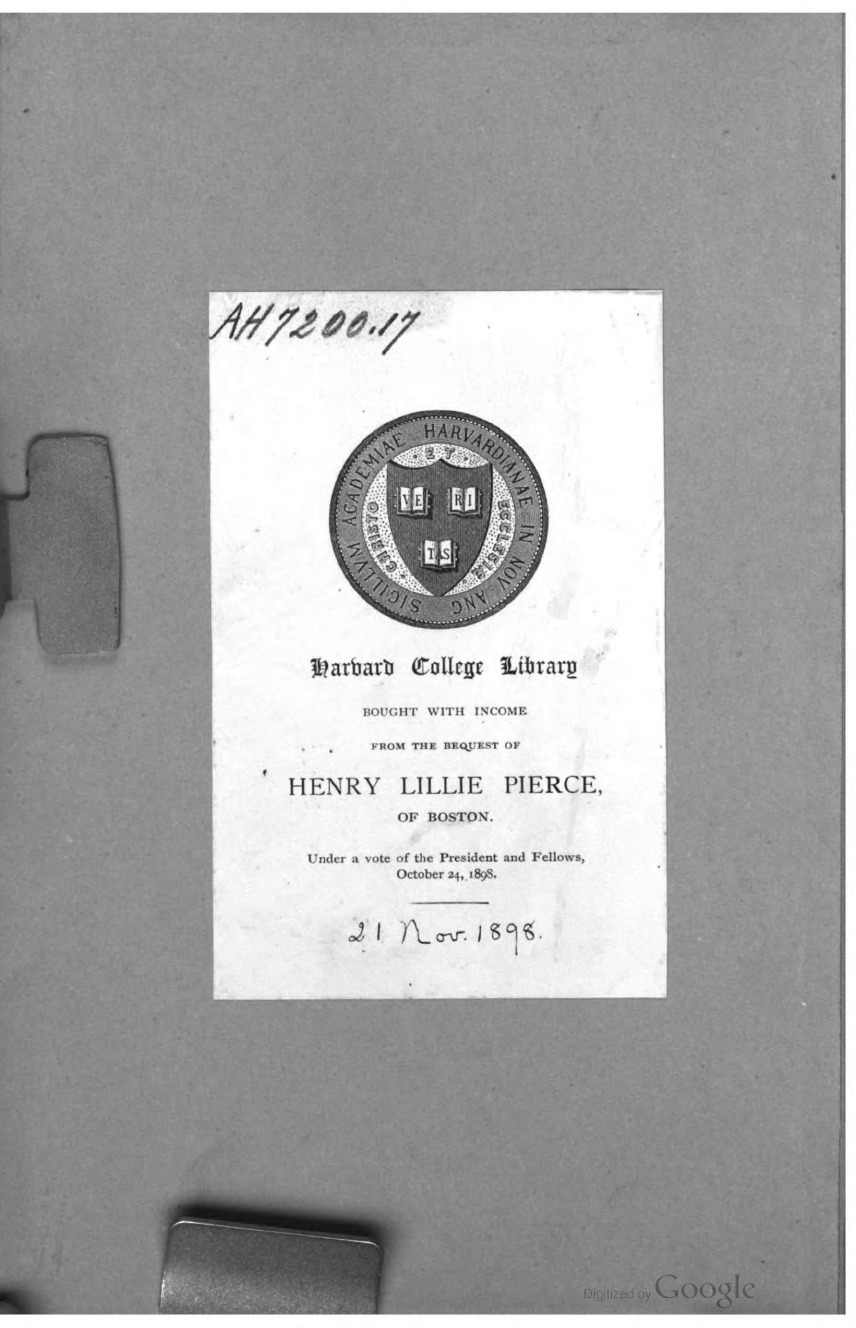 AH7200.17
SIGILLVM ACADEMIAE HARVARDIANAE IN NOV ANG
· ET ·
CHRISTO
ECCLESIAE
VE RI
TAS
Harvard College Library
BOUGHT WITH INCOME
FROM THE BEQUEST OF
HENRY LILLIE PIERCE,
OF BOSTON.
Under a vote of the President and Fellows,
October 24, 1898.
21 Nov. 1898.
Digitized by Google